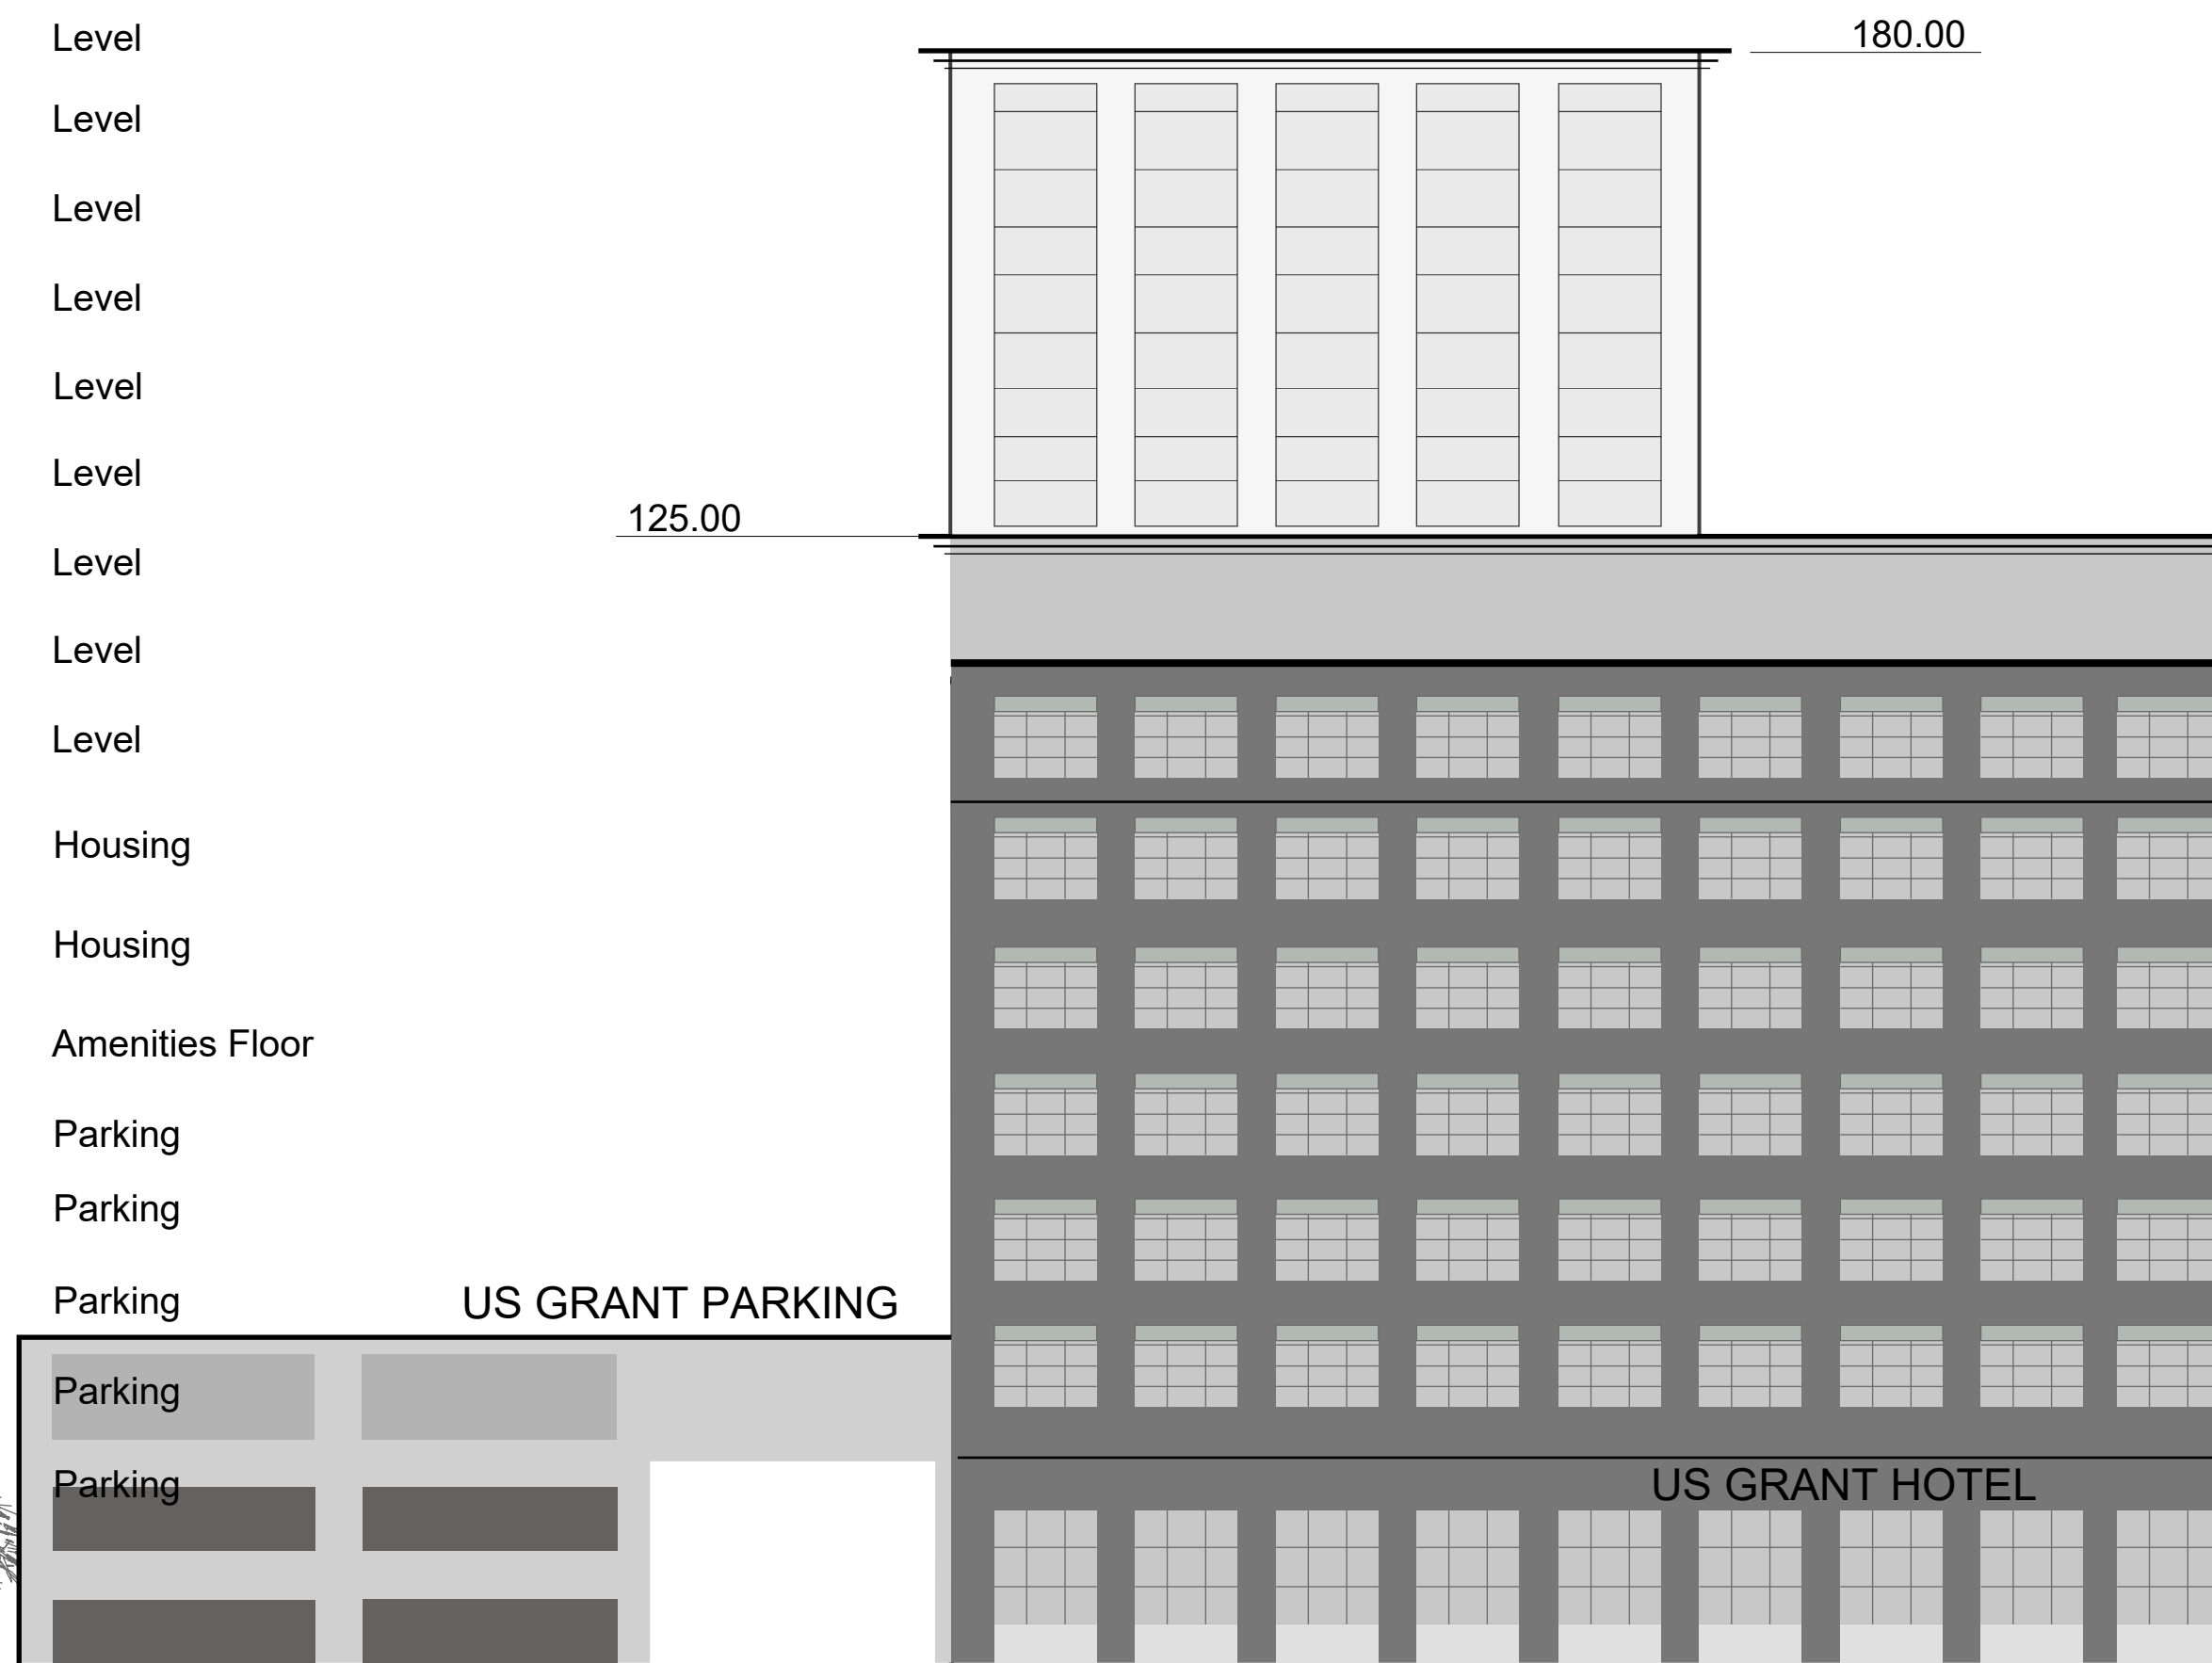 Level
180.00
Level
Level
Level
Level
Level
125.00
Level
Level
Level
Housing
Housing
Amenities Floor
Parking
Parking
Parking
US GRANT PARKING
Parking
Parking
US GRANT HOTEL